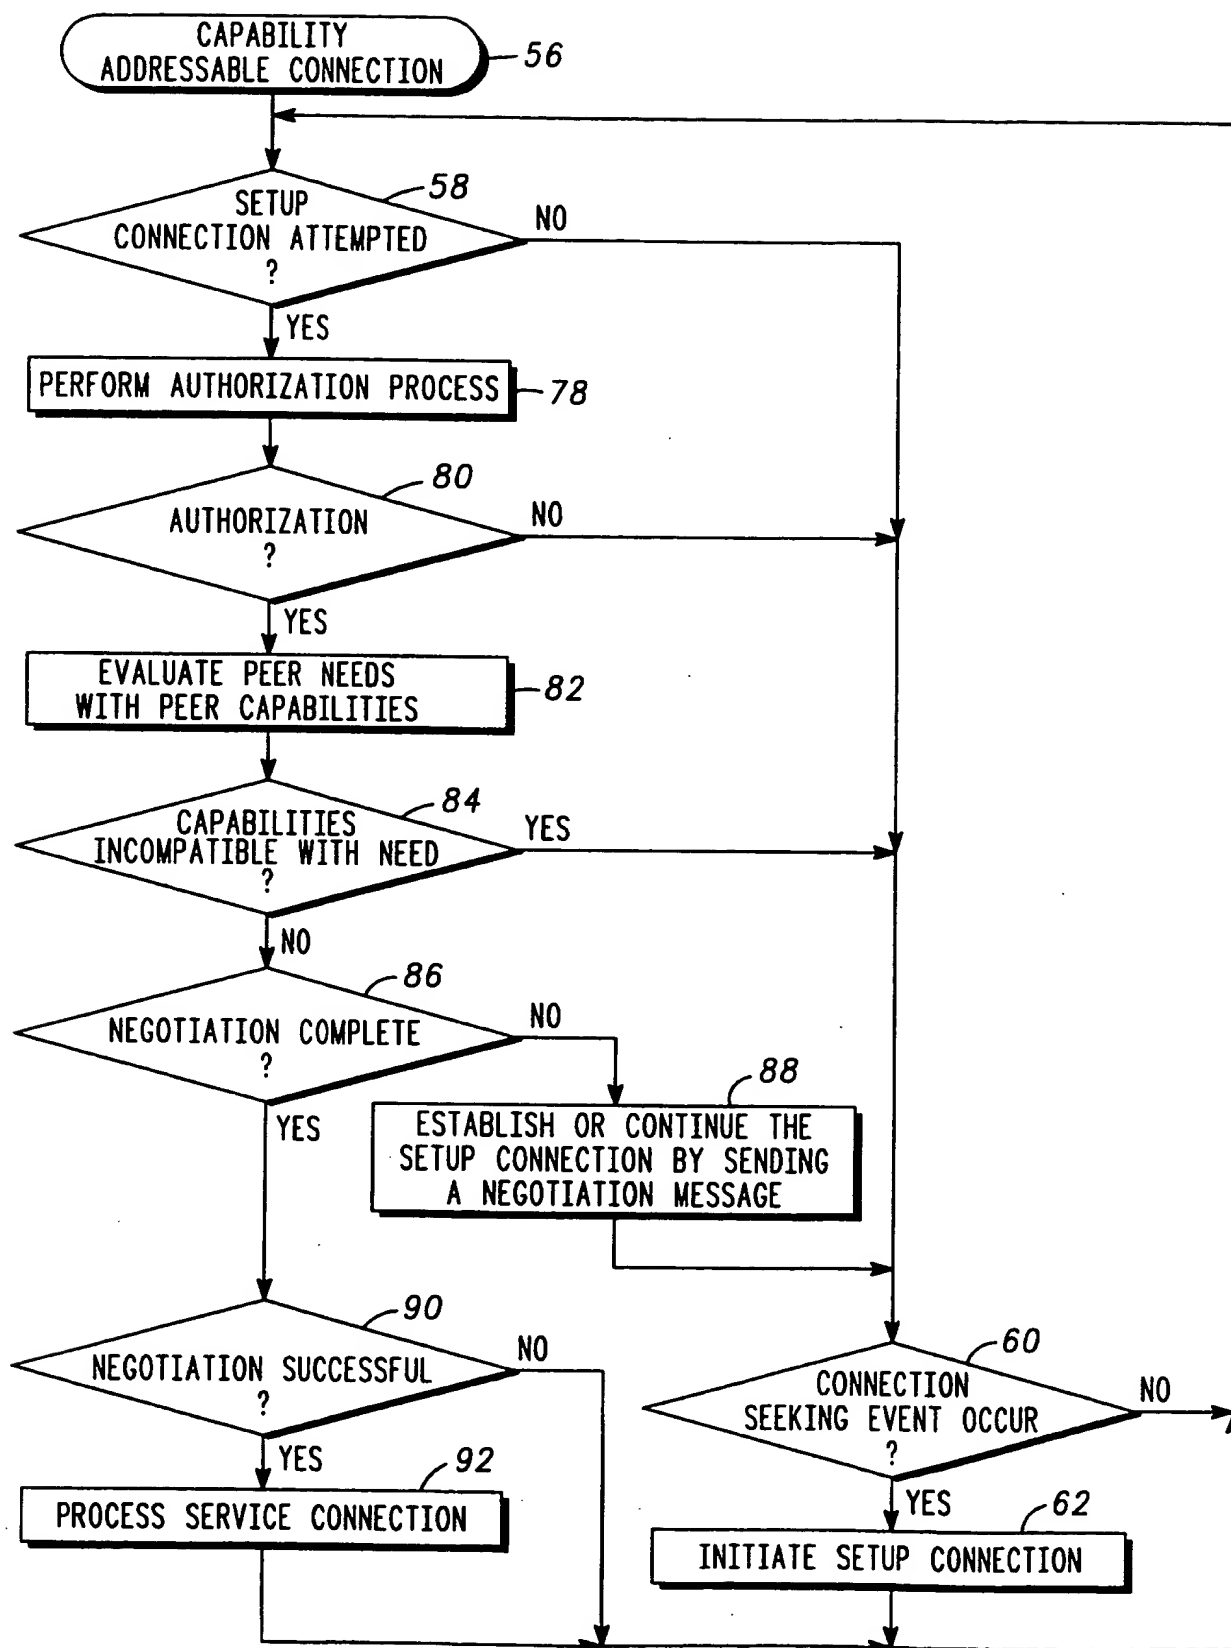 CAPABILITY
ADDRESSABLE CONNECTION
56
SETUP
CONNECTION ATTEMPTED
?
58
NO
YES
PERFORM AUTHORIZATION PROCESS
78
AUTHORIZATION
?
80
NO
YES
EVALUATE PEER NEEDS
WITH PEER CAPABILITIES
82
CAPABILITIES
INCOMPATIBLE WITH NEED
?
84
YES
NO
NEGOTIATION COMPLETE
?
86
NO
YES
88
ESTABLISH OR CONTINUE THE
SETUP CONNECTION BY SENDING
A NEGOTIATION MESSAGE
NEGOTIATION SUCCESSFUL
?
90
NO
YES
60
CONNECTION
SEEKING EVENT OCCUR
?
NO
YES
92
PROCESS SERVICE CONNECTION
62
INITIATE SETUP CONNECTION